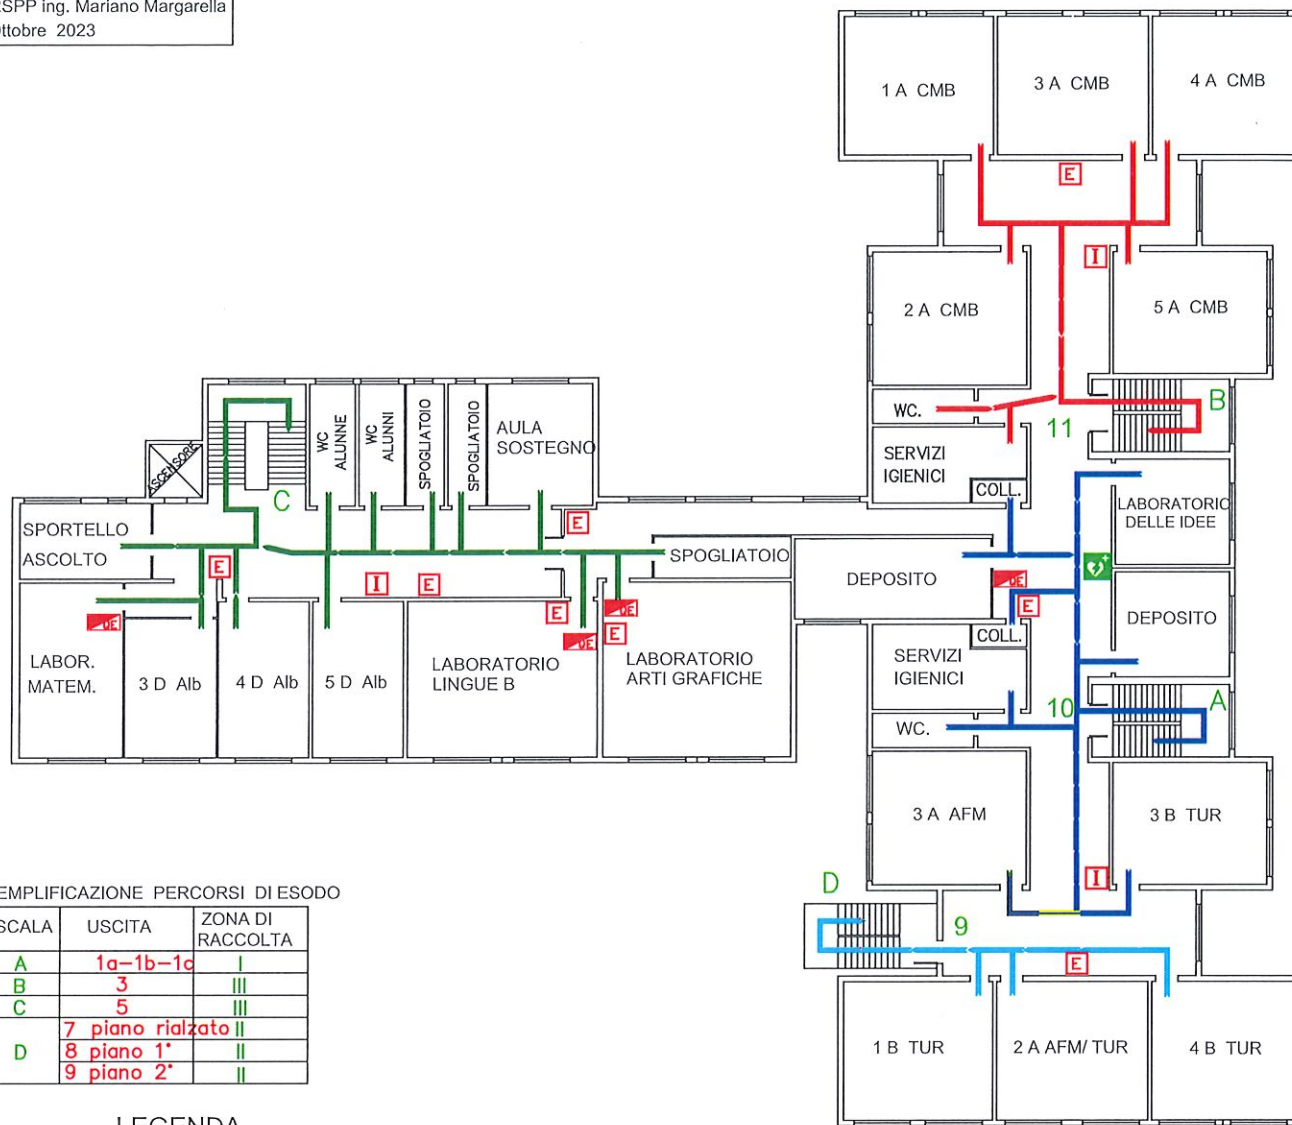 RSPP ing. Mariano Margarella
Ottobre 2023
1 A CMB
3 A CMB
4 A CMB
E
I
2 A CMB
5 A CMB
WC.
B
11
SERVIZI
IGIENICI
COLL.
LABORATORIO
DELLE IDEE
ASCENSORE
C
WC
ALUNNE
WC
ALUNNI
SPOGLIATOIO
SPOGLIATOIO
AULA
SOSTEGNO
E
SPORTELLO
ASCOLTO
E
I
E
SPOGLIATOIO
DEPOSITO
DE
E
DEPOSITO
DE
E
DE
DE
E
LABOR.
MATEM.
3 D Alb
4 D Alb
5 D Alb
LABORATORIO
LINGUE B
LABORATORIO
ARTI GRAFICHE
COLL.
SERVIZI
IGIENICI
10
A
WC.
3 A AFM
3 B TUR
I
D
9
E
1 B TUR
2 A AFM/ TUR
4 B TUR
EMPLIFICAZIONE PERCORSI DI ESODO
SCALA USCITA ZONA DI RACCOLTA
A 1a-1b-1c I
B 3 III
C 5 III
D 7 piano rialzato II
8 piano 1° II
9 piano 2° II
LEGENDA